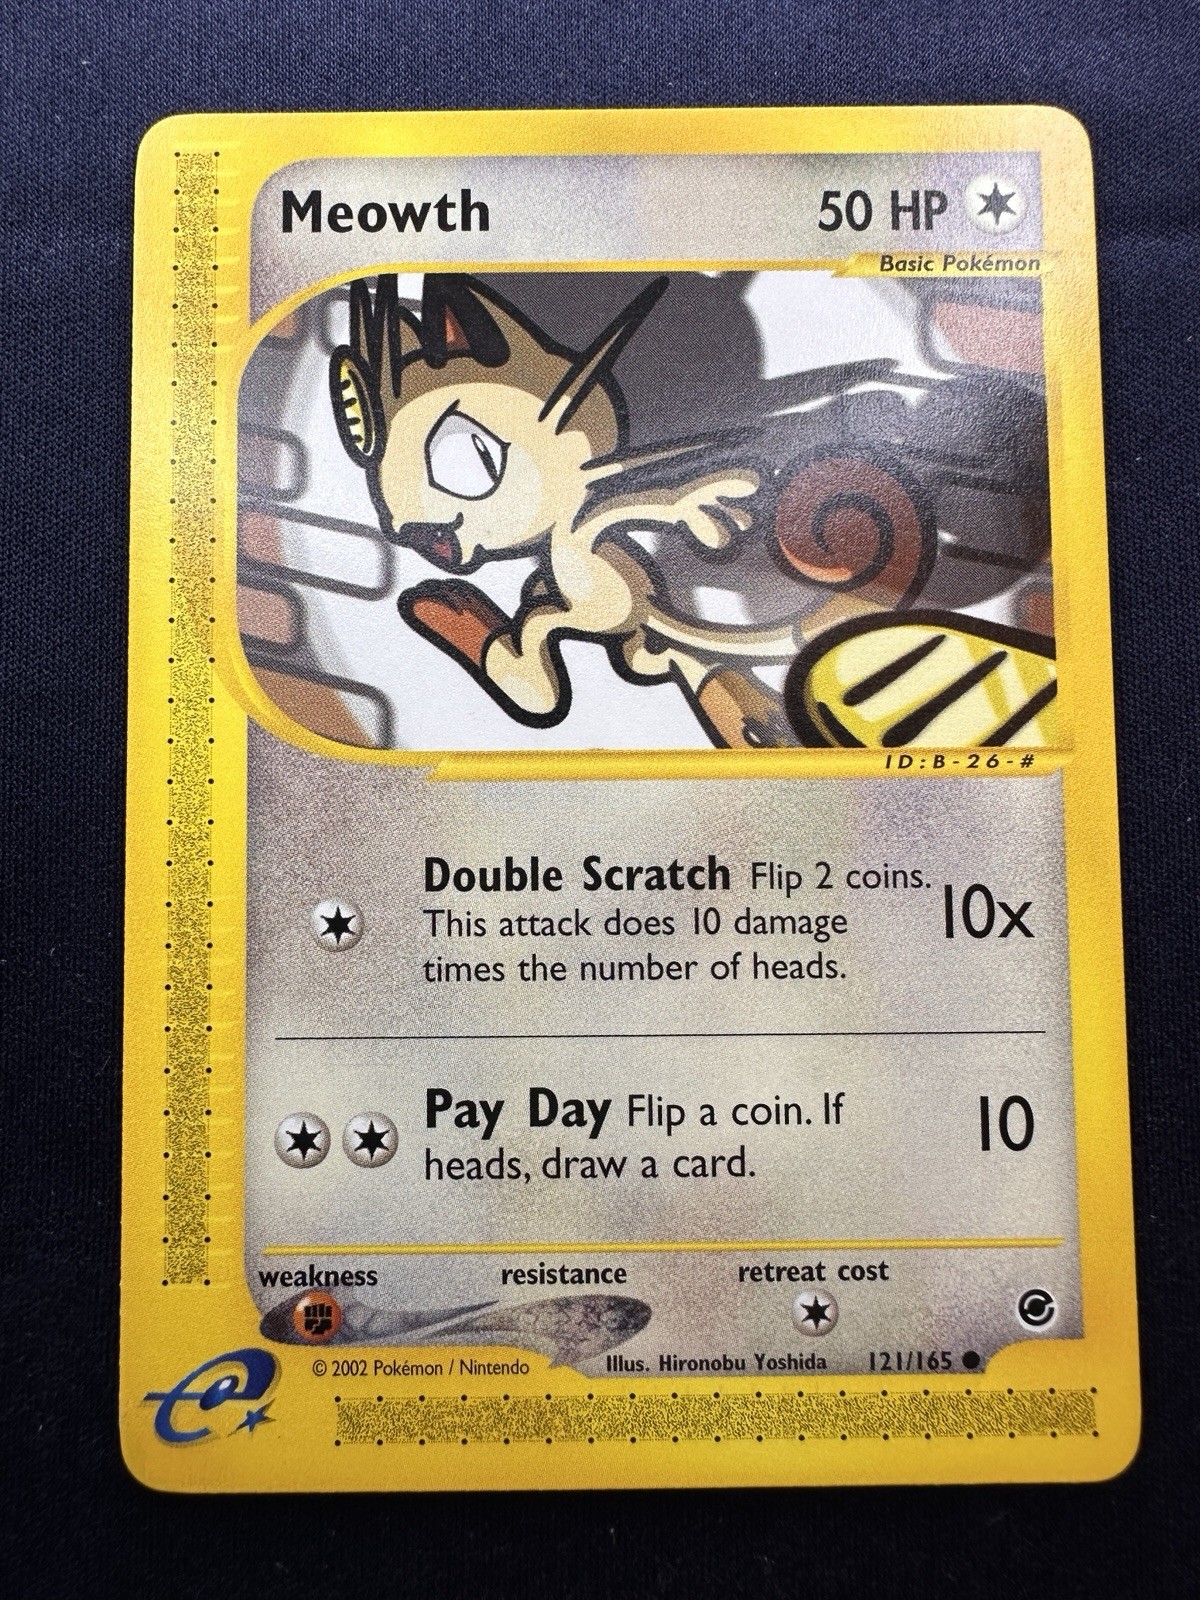 Meowth 50 HP
Basic Pokémon
ID:B-26-#
Double Scratch Flip 2 coins.
This attack does 10 damage
times the number of heads.
10x
Pay Day Flip a coin. If
heads, draw a card.
10
weakness resistance retreat cost
© 2002 Pokémon / Nintendo Illus. Hironobu Yoshida 121/165 ●
e